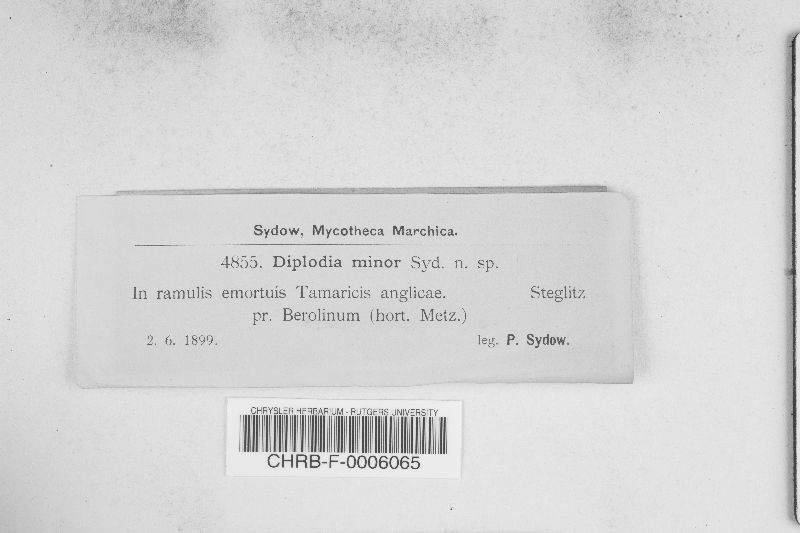 Sydow, Mycotheca Marchica.
4855. Diplodia minor Syd. n. sp.
In ramulis emortuis Tamaricis anglicae. Steglitz
pr. Berolinum (hort. Metz.)
2. 6. 1899. leg. P. Sydow.
CHRYSLER HERBARIUM - RUTGERS UNIVERSITY
CHRB-F-0006065